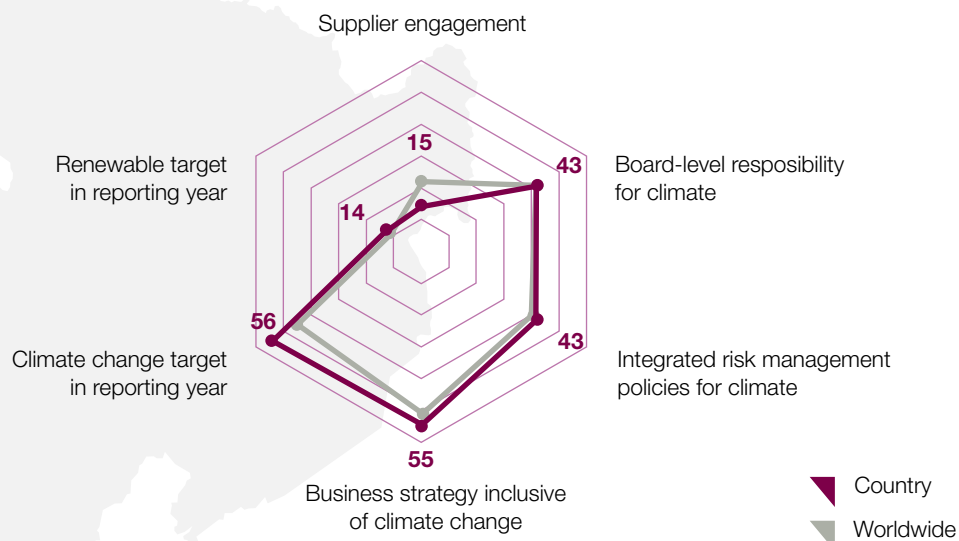 Supplier engagement
15
43
Board-level resposibility
for climate
Renewable target
in reporting year
14
56
Climate change target
in reporting year
43
Integrated risk management
policies for climate
55
Business strategy inclusive
of climate change
Country
Worldwide